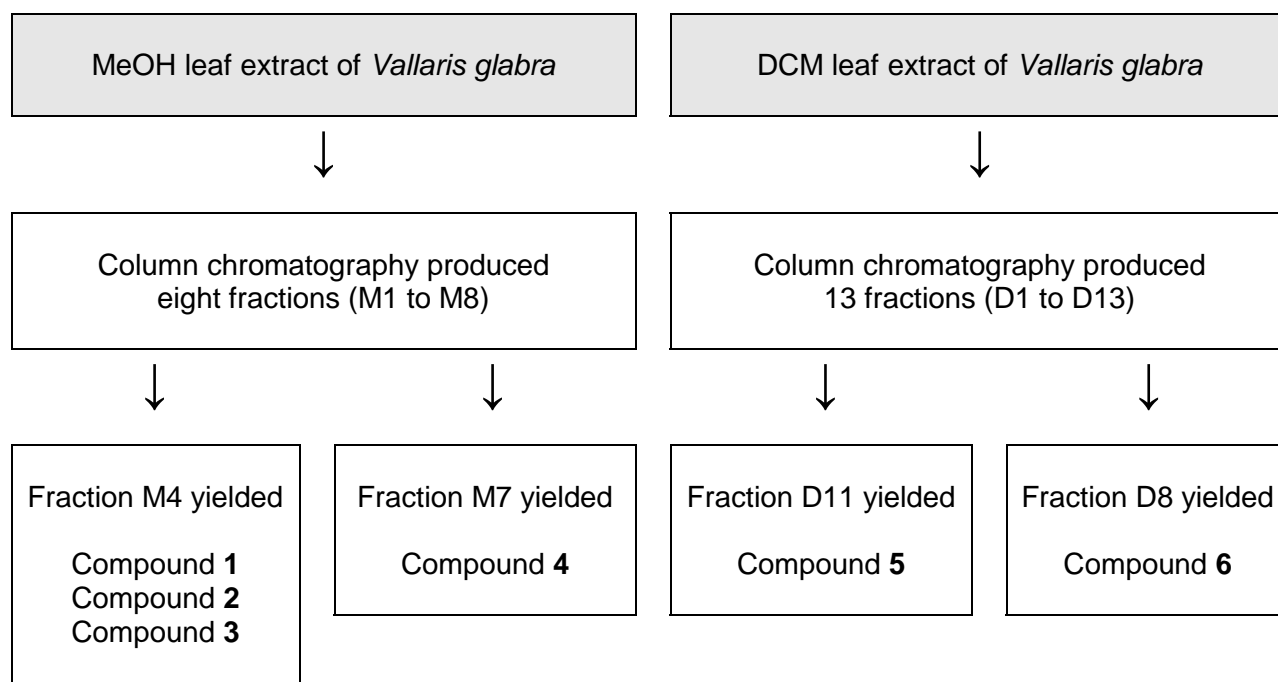 MeOH leaf extract of Vallaris glabra
DCM leaf extract of Vallaris glabra
Column chromatography produced
eight fractions (M1 to M8)
Column chromatography produced
13 fractions (D1 to D13)
Fraction M4 yielded
Compound 1
Compound 2
Compound 3
Fraction M7 yielded
Compound 4
Fraction D11 yielded
Compound 5
Fraction D8 yielded
Compound 6